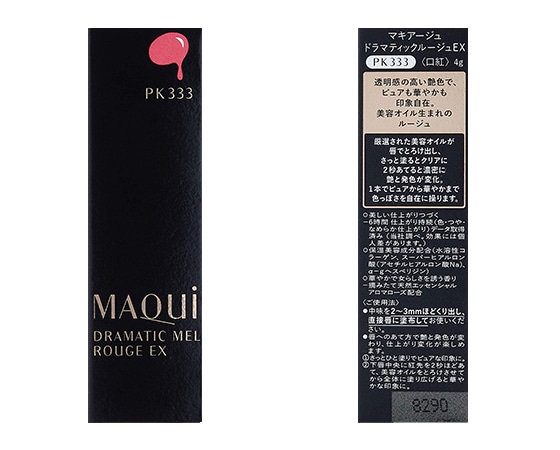 PK333
MAQui
DRAMATIC MEL
ROUGE EX
マキアージュ
ドラマティックルージュEX
PK333 〈口紅〉 4g
透明感の高い艶色で、
ピュアも華やかも
印象自在。
美容オイル生まれの
ルージュ
厳選された美容オイルが
唇でとろけ出し、
さっと塗るとクリアに
2秒あてると濃密に
艶と発色が変化。
1本でピュアから華やかまで
色っぽさを自在に操ります。
○美しい仕上がりつづく
−6時間 仕上がり持続(色・つや・
なめらか仕上がり)データ取得
済み (当社調べ。効果には個
人差があります。)
○保湿美容成分配合(水溶性コ
ラーゲン、スーパーヒアルロン
酸(アセチルヒアルロン酸Na)、
α-gヘスペリジン)
○華やかで女らしさを誘う香り
−摘みたて天然エッセンシャル
アロマローズ配合
〈ご使用法〉
●中味を2〜3mmほどくり出し、
直接唇に塗布してお使いくだ
さい。
●唇へのあて方で艶と発色が変
わり、仕上がり変化が楽しめ
ます。
①さっとひと塗りでピュアな印象に。
②下唇中央に紅先を2秒ほどあ
て、美容オイルをとろけさせて
から全体に塗り広げると華や
かな印象に。
8290